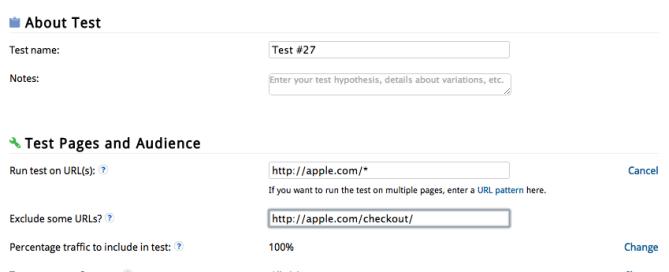 About Test
Test name: Test #27
Notes: Enter your test hypothesis, details about variations, etc.
Test Pages and Audience
Run test on URL(s): ? http://apple.com/* Cancel
If you want to run the test on multiple pages, enter a URL pattern here.
Exclude some URLs? ? http://apple.com/checkout/
Percentage traffic to include in test: ? 100% Change